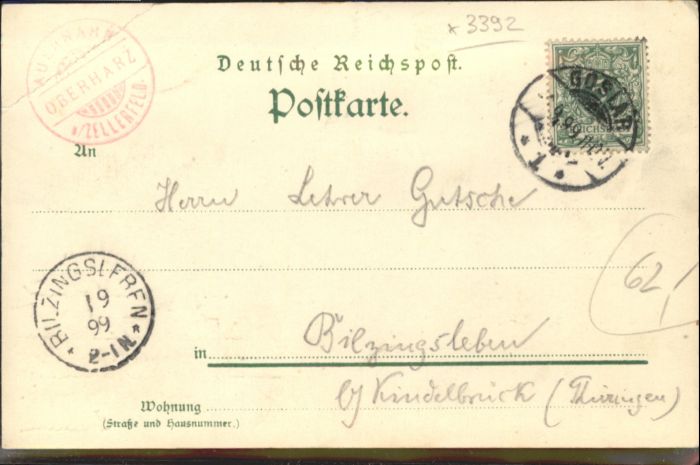 * 3392
OBERHARZ
ZELLERFELD.
Deutsche Reichspost.
Postkarte.
GOSLAR
* 1 *
An
Herrn Lehrer Gutsche
BILZINGSLEBEN
19
99
2-1N
62,
Bilzingsleben
in
b/ Kindelbrück (Thüringen)
Wohnung
(Straße und Hausnummer.)